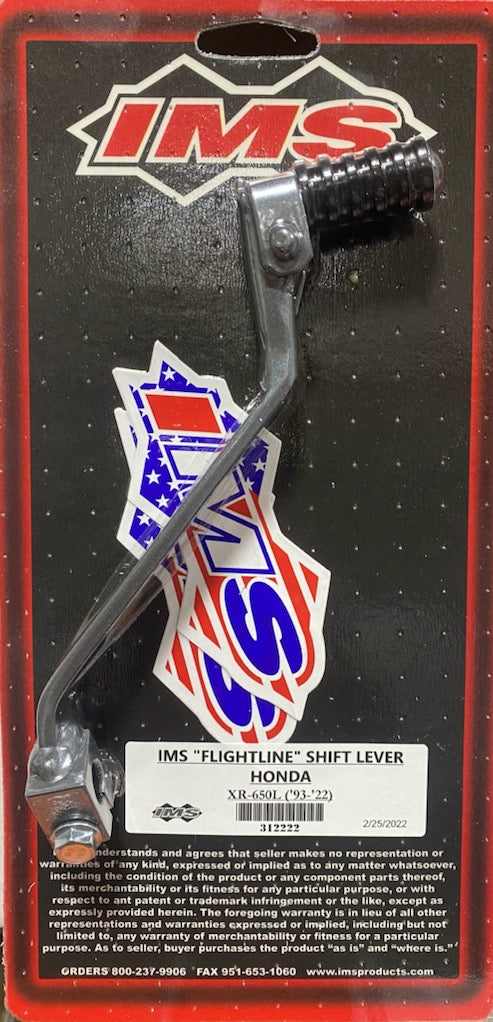 IMS
IMS
S
IMS "FLIGHTLINE" SHIFT LEVER
HONDA
XR-650L ('93-'22)
IMS
312222
2/25/2022
understands and agrees that seller makes no representation or
warranties of any kind, expressed or implied as to any matter whatsoever,
including the condition of the product or any component parts thereof,
its merchantability or its fitness for any particular purpose, or with
respect to ant patent or trademark infringement or the like, except as
expressly provided herein. The foregoing warranty is in lieu of all other
representations and warranties expressed or implied, including but not
limited to, any warranty of merchantability or fitness for a particular
purpose. As to seller, buyer purchases the product “as is” and “where is.”
ORDERS 800-237-9906 FAX 951-653-1060 www.imsproducts.com